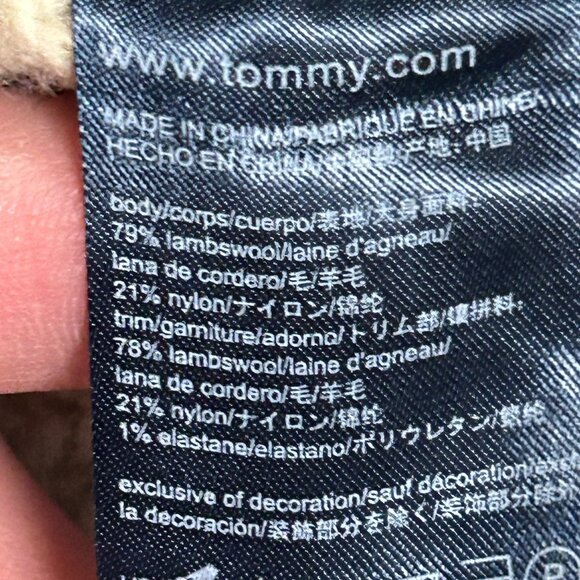 www.tommy.com
MADE IN CHINA/FABRIQUE EN CHINE/
HECHO EN CHINA/中国製/产地: 中国
body/corps/cuerpo/表地/大身面料:
79% lambswool/laine d'agneau/
lana de cordero/毛/羊毛
21% nylon/ナイロン/锦纶
trim/garniture/adorno/トリム部/镶拼料:
78% lambswool/laine d'agneau/
lana de cordero/毛/羊毛
21% nylon/ナイロン/锦纶
1% elastane/elastano/ポリウレタン/氨纶
exclusive of decoration/sauf décoration/
la decoración/装飾部分を除く/装饰部分除外